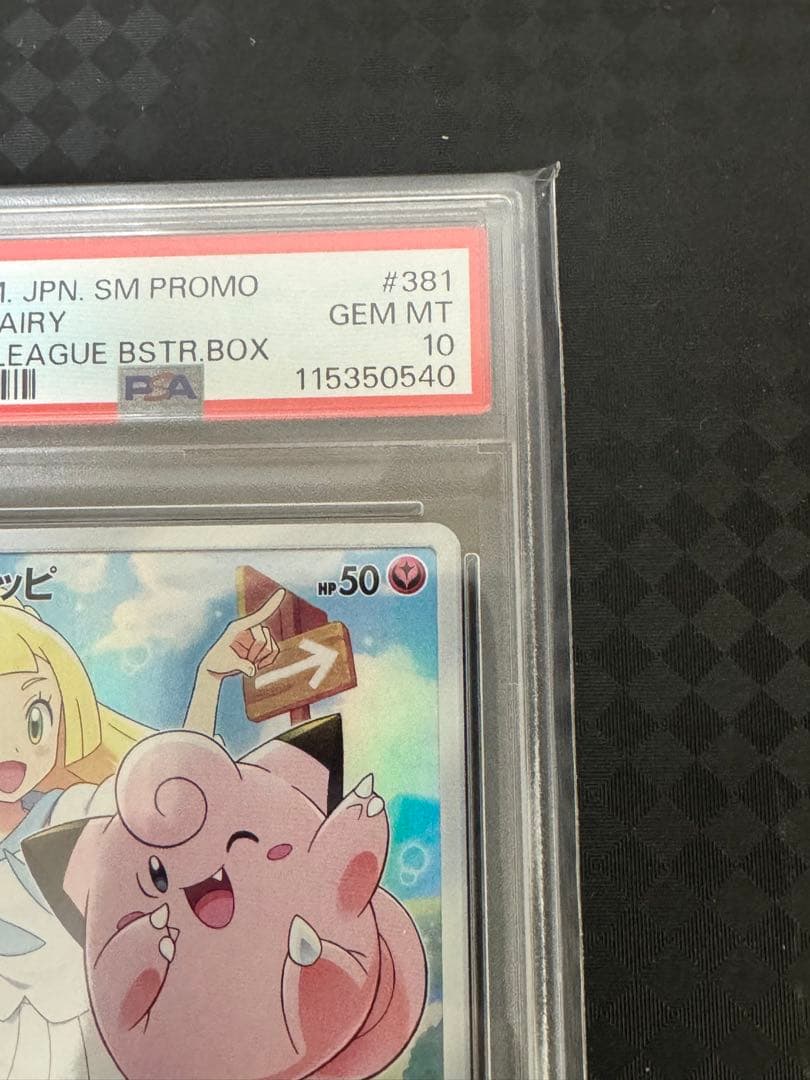 M. JPN. SM PROMO #381
AIRY GEM MT
LEAGUE BSTR.BOX 10
PSA 115350540
ッピ HP50